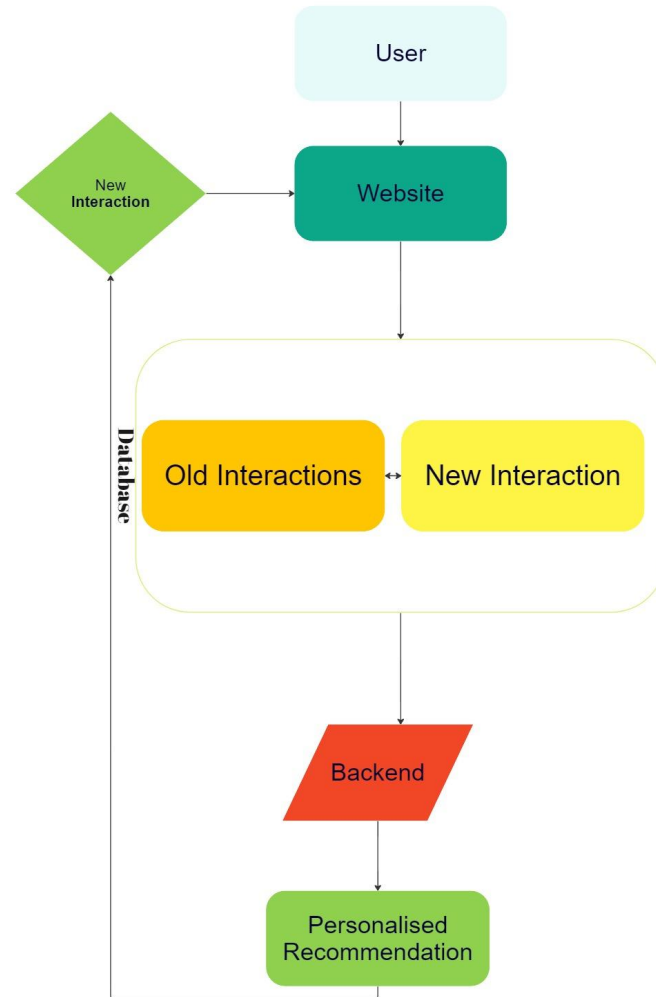 User
New
Interaction
Website
Database
Old Interactions
New Interaction
Backend
Personalised
Recommendation